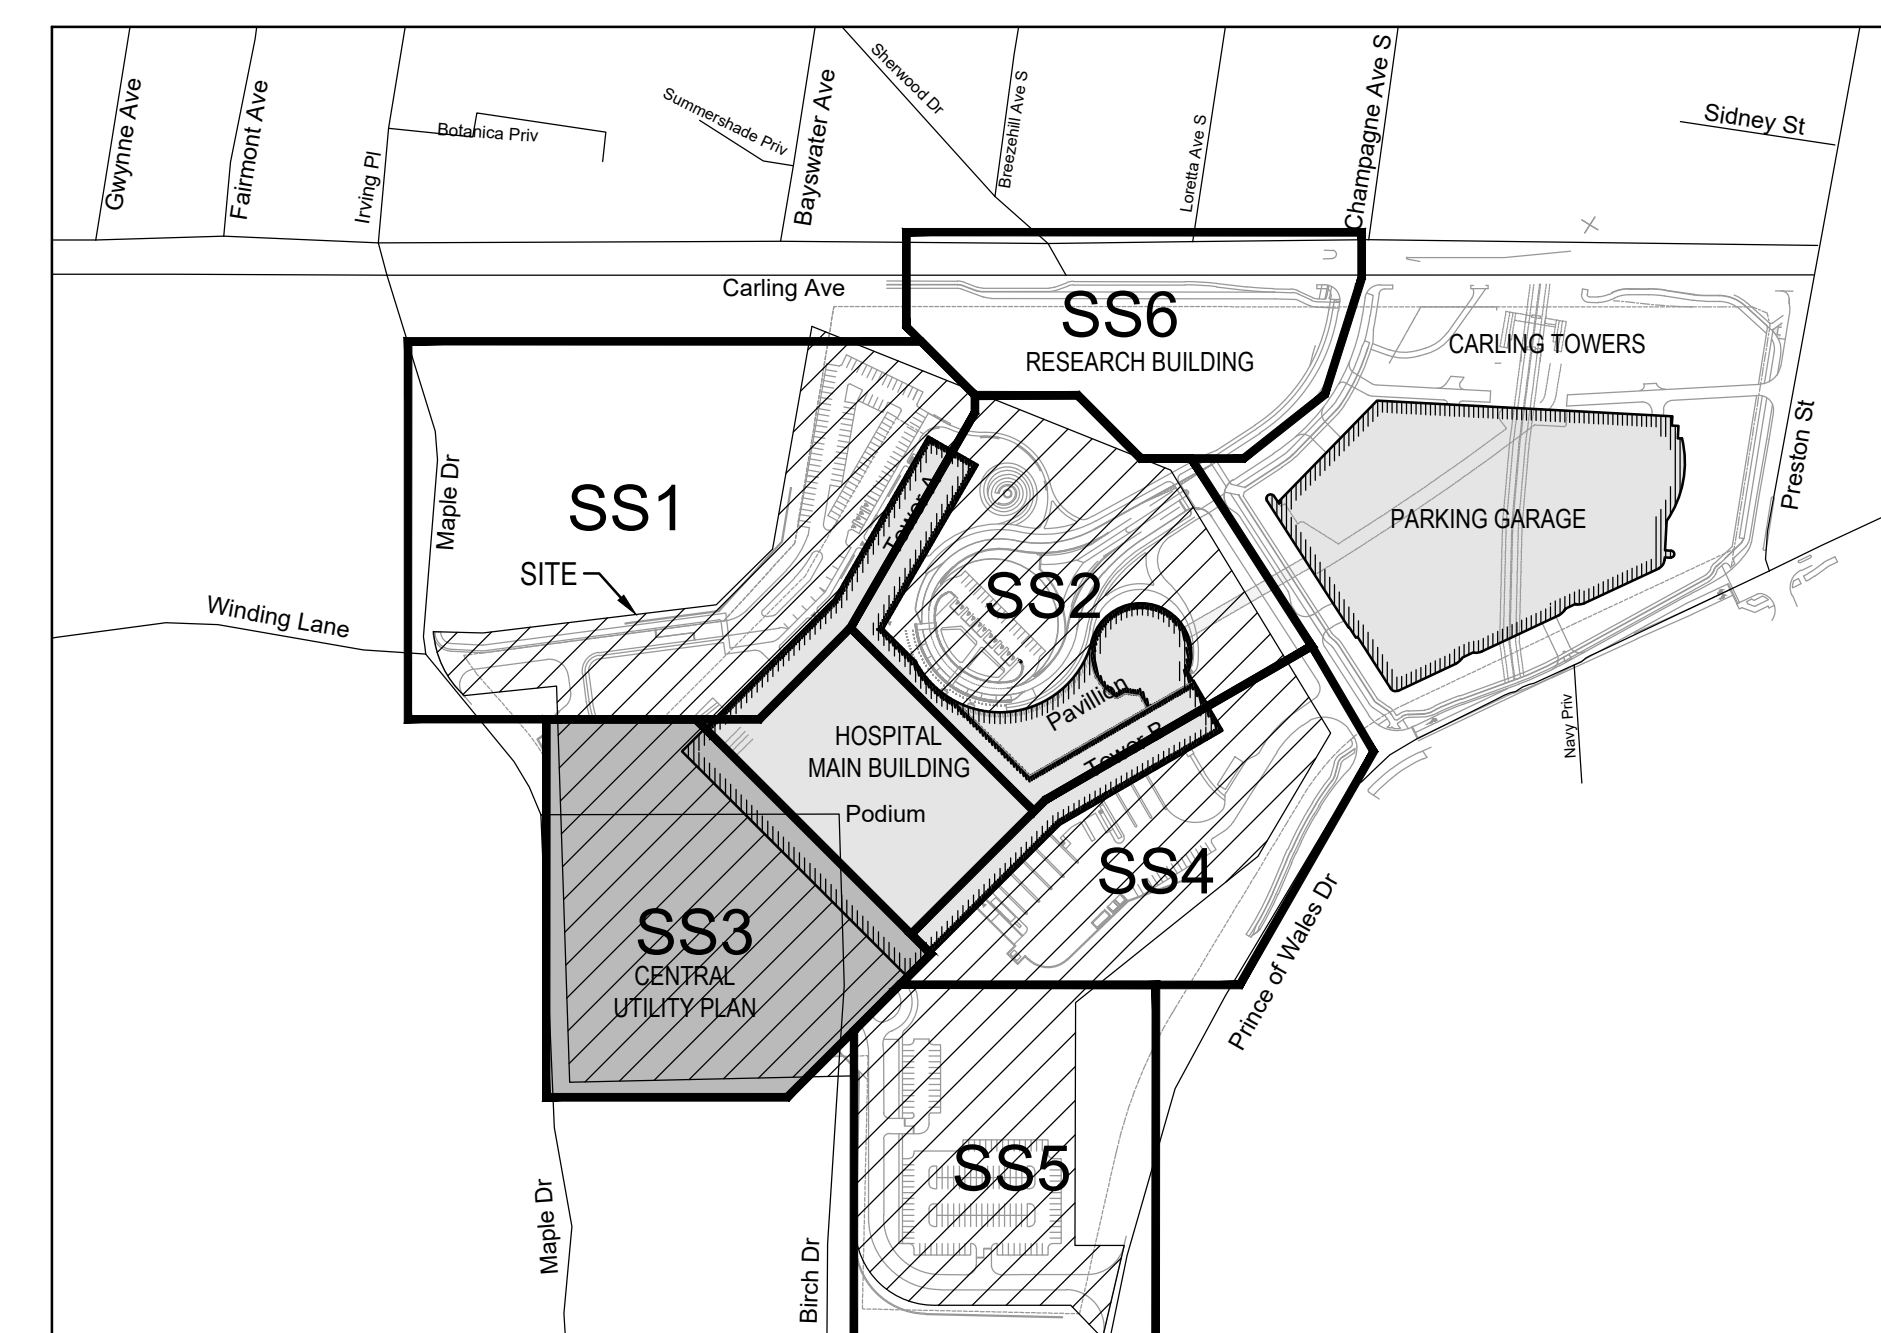 Gwynne Ave
Fairmont Ave
Irving Pl
Botanica Priv
Summershade Priv
Bayswater Ave
Sherwood Dr
Breezehill Ave S
Loretta Ave S
Champagne Ave S
Sidney St
Carling Ave
SS6
RESEARCH BUILDING
CARLING TOWERS
Preston St
PARKING GARAGE
Maple Dr
SS1
SITE
Tower A
SS2
Winding Lane
Pavillion
Tower B
HOSPITAL
MAIN BUILDING
Podium
Navy Priv
SS4
SS3
CENTRAL
UTILITY PLAN
Prince of Wales Dr
SS5
Maple Dr
Birch Dr